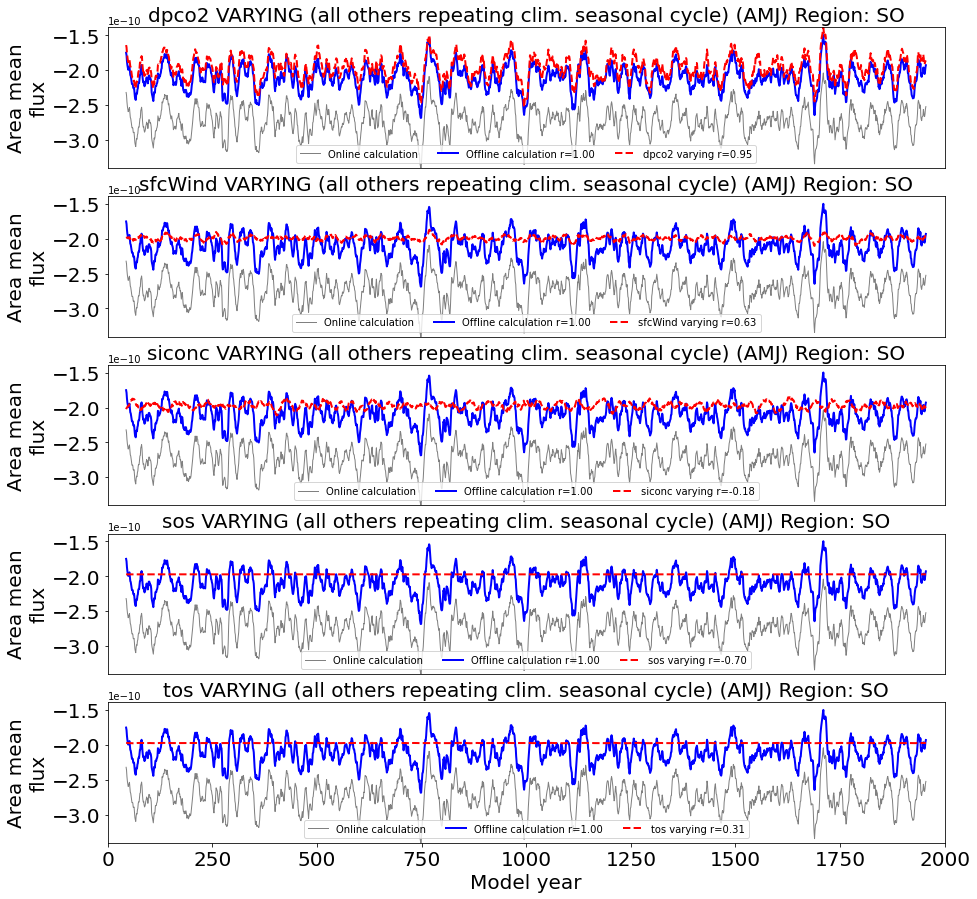 dpco2 VARYING (all others repeating clim. seasonal cycle) (AMJ) Region: SO
1e−10
−1.5
−2.0
−2.5
−3.0
Area mean
flux
Online calculation
Offline calculation r=1.00
dpco2 varying r=0.95
sfcWind VARYING (all others repeating clim. seasonal cycle) (AMJ) Region: SO
1e−10
−1.5
−2.0
−2.5
−3.0
Area mean
flux
Online calculation
Offline calculation r=1.00
sfcWind varying r=0.63
siconc VARYING (all others repeating clim. seasonal cycle) (AMJ) Region: SO
1e−10
−1.5
−2.0
−2.5
−3.0
Area mean
flux
Online calculation
Offline calculation r=1.00
siconc varying r=-0.18
sos VARYING (all others repeating clim. seasonal cycle) (AMJ) Region: SO
1e−10
−1.5
−2.0
−2.5
−3.0
Area mean
flux
Online calculation
Offline calculation r=1.00
sos varying r=-0.70
tos VARYING (all others repeating clim. seasonal cycle) (AMJ) Region: SO
1e−10
−1.5
−2.0
−2.5
−3.0
Area mean
flux
Online calculation
Offline calculation r=1.00
tos varying r=0.31
0 250 500 750 1000 1250 1500 1750 2000
Model year